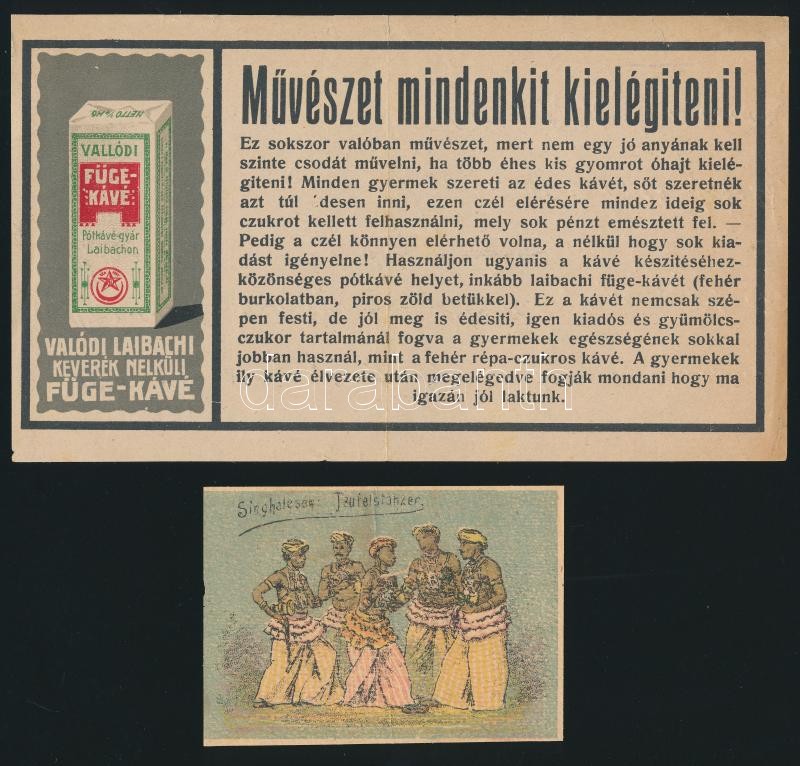 NETTO ⅛ KO
VALLÓDI
FÜGE-
KÁVÉ
Pótkávé-gyár
Laibachon
VALÓDI LAIBACHI
KEVERÉK NÉLKÜLI
FÜGE-KÁVÉ
Művészet mindenkit kielégiteni!
Ez sokszor valóban művészet, mert nem egy jó anyának kell
szinte csodát művelni, ha több éhes kis gyomrot óhajt kielé-
giteni! Minden gyermek szereti az édes kávét, sőt szeretnék
azt túl desen inni, ezen czél elérésére mindez ideig sok
czukrot kellett felhasználni, mely sok pénzt emésztett fel. —
Pedig a czél könnyen elérhető volna, a nélkül hogy sok kia-
dást igényelne! Használjon ugyanis a kávé készitéséhez-
közönséges pótkávé helyet, inkább laibachi füge-kávét (fehér
burkolatban, piros zöld betükkel). Ez a kávét nemcsak szé-
pen festi, de jól meg is édesiti, igen kiadós és gyümölcs-
czukor tartalmánál fogva a gyermekek egészségének sokkal
jobban használ, mint a fehér répa-czukros kávé. A gyermekek
ily kávé élvezete után megelégedve fogják mondani hogy ma
igazán jól laktunk.
darabanth
Singhalesen: Teufelstänzer.